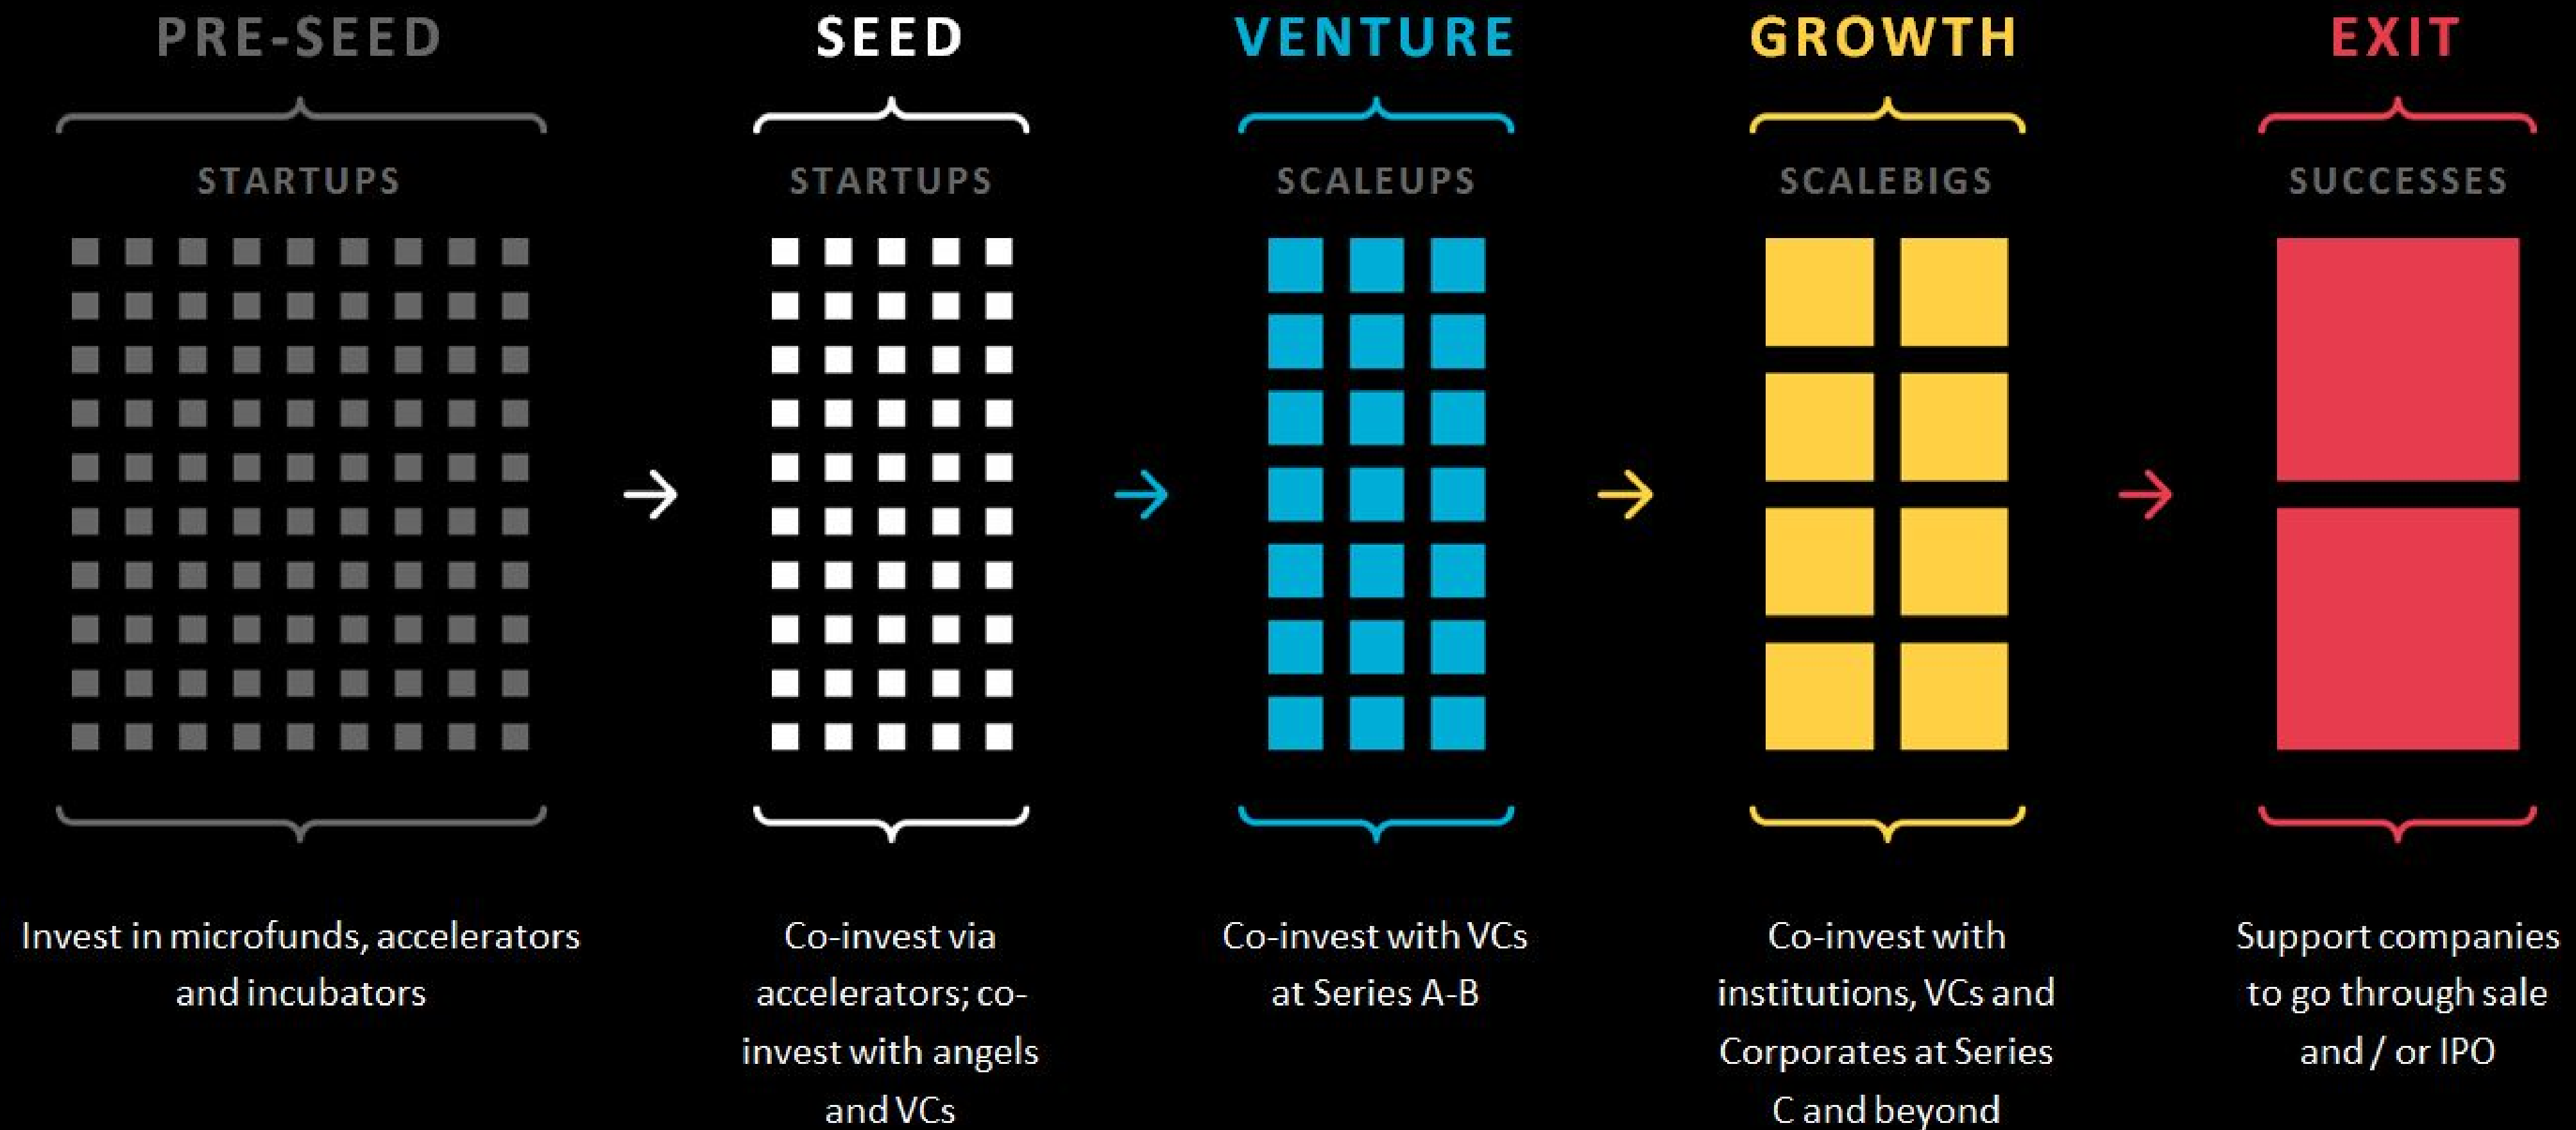 PRE-SEED
STARTUPS
Invest in microfunds, accelerators
and incubators
SEED
STARTUPS
Co-invest via
accelerators; co-
invest with angels
and VCs
VENTURE
SCALEUPS
Co-invest with VCs
at Series A-B
GROWTH
SCALEBIGS
Co-invest with
institutions, VCs and
Corporates at Series
C and beyond
EXIT
SUCCESSES
Support companies
to go through sale
and / or IPO